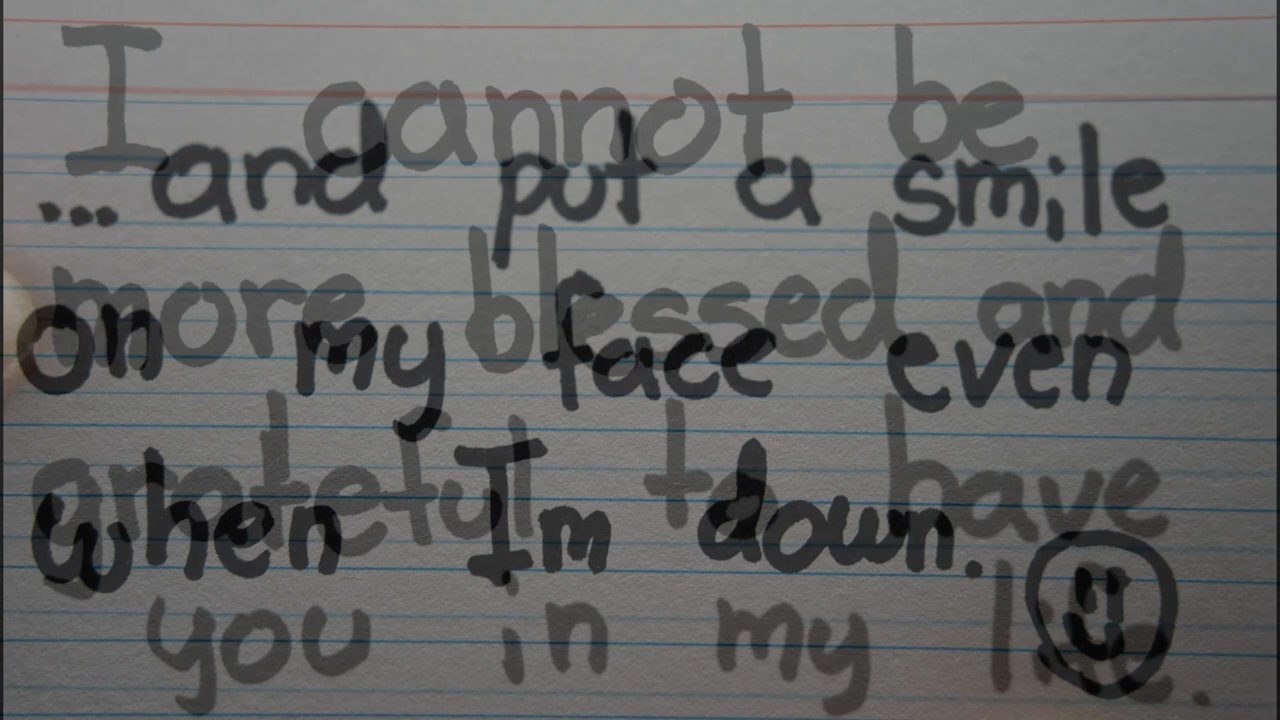 I cannot be
...and put a smile
more blessed and
on my face even
grateful to have
when I'm down.
you in my life.